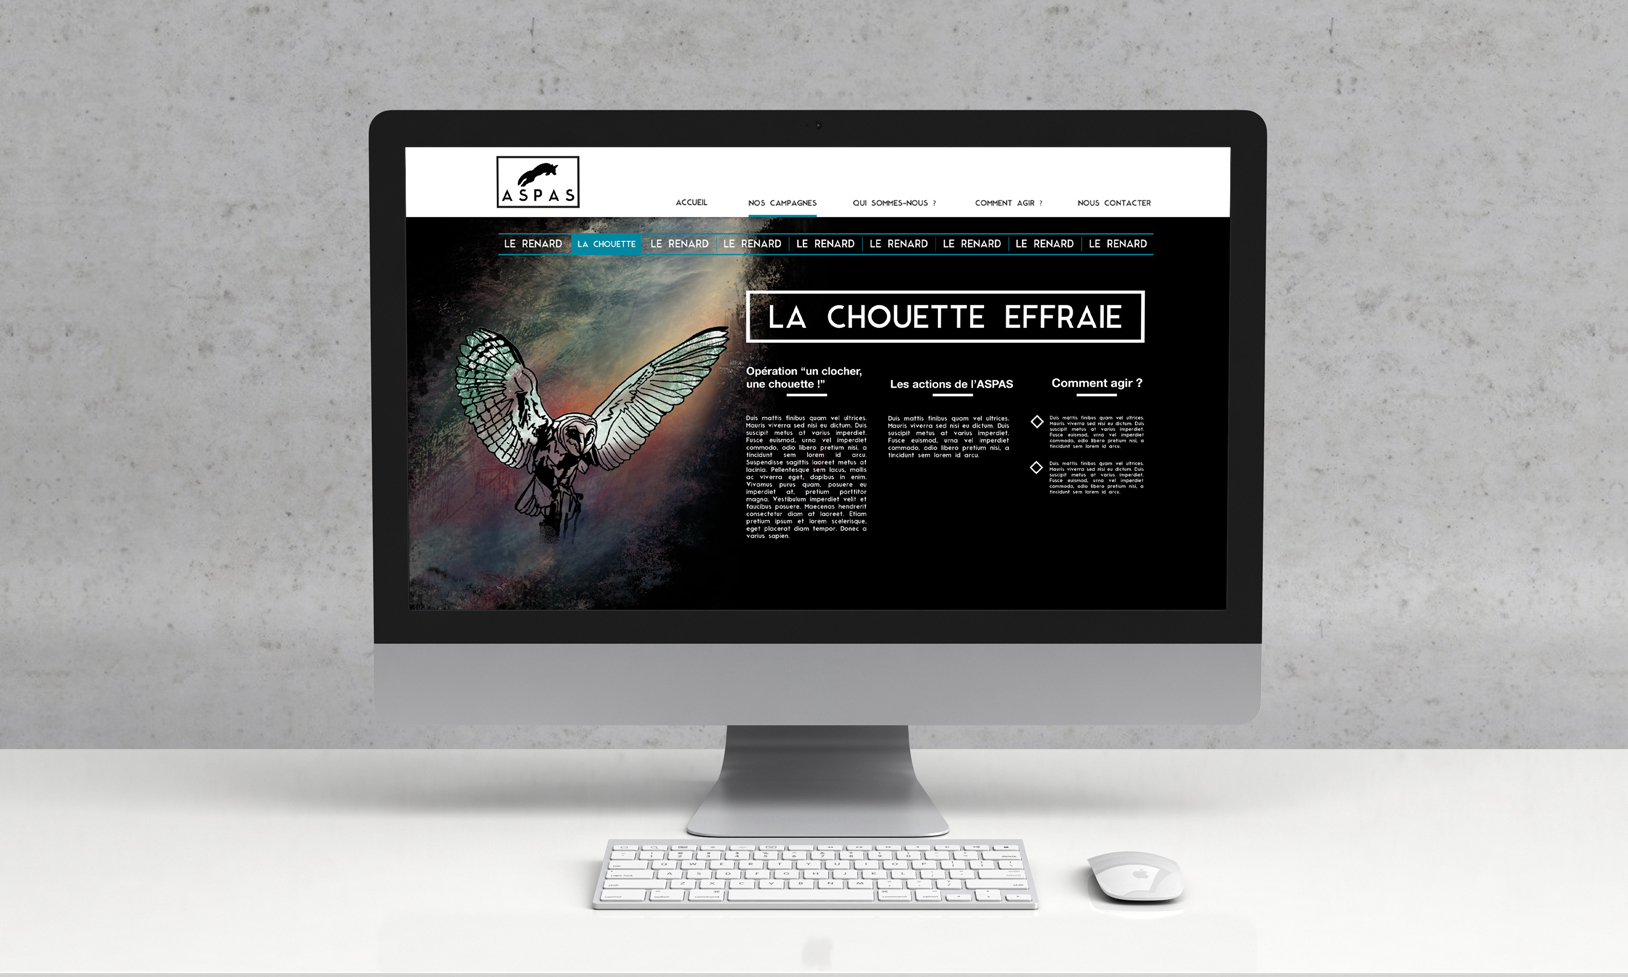 ASPAS
ACCUEIL NOS CAMPAGNES QUI SOMMES-NOUS ? COMMENT AGIR ? NOUS CONTACTER
LE RENARD LA CHOUETTE LE RENARD LE RENARD LE RENARD LE RENARD LE RENARD LE RENARD LE RENARD
LA CHOUETTE EFFRAIE
Opération “un clocher,
une chouette !”
Duis mattis finibus quam vel ultrices.
Mauris viverra sed nisi eu dictum. Duis
suscipit metus at varius imperdiet.
Fusce euismod, urna vel imperdiet
commodo, odio libero pretium nisi, a
tincidunt sem lorem id arcu.
Suspendisse sagittis laoreet metus at
lacinia. Pellentesque sem lacus, mollis
ac viverra eget, dapibus in enim.
Vivamus purus quam, posuere eu
imperdiet at, pretium porttitor
magna. Vestibulum imperdiet velit et
faucibus posuere. Maecenas hendrerit
consectetur diam at laoreet. Etiam
pretium ipsum et lorem scelerisque,
eget placerat diam tempor. Donec a
varius sapien.
Les actions de l’ASPAS
Duis mattis finibus quam vel ultrices.
Mauris viverra sed nisi eu dictum. Duis
suscipit metus at varius imperdiet.
Fusce euismod, urna vel imperdiet
commodo, odio libero pretium nisi, a
tincidunt sem lorem id arcu.
Comment agir ?
Duis mattis finibus quam vel ultrices.
Mauris viverra sed nisi eu dictum. Duis
suscipit metus at varius imperdiet.
Fusce euismod, urna vel imperdiet
commodo, odio libero pretium nisi, a
tincidunt sem lorem id arcu.
Duis mattis finibus quam vel ultrices.
Mauris viverra sed nisi eu dictum. Duis
suscipit metus at varius imperdiet.
Fusce euismod, urna vel imperdiet
commodo, odio libero pretium nisi, a
tincidunt sem lorem id arcu.
Q W E R T Y U I O P
A S D F G H J K L
Z X C V B N M